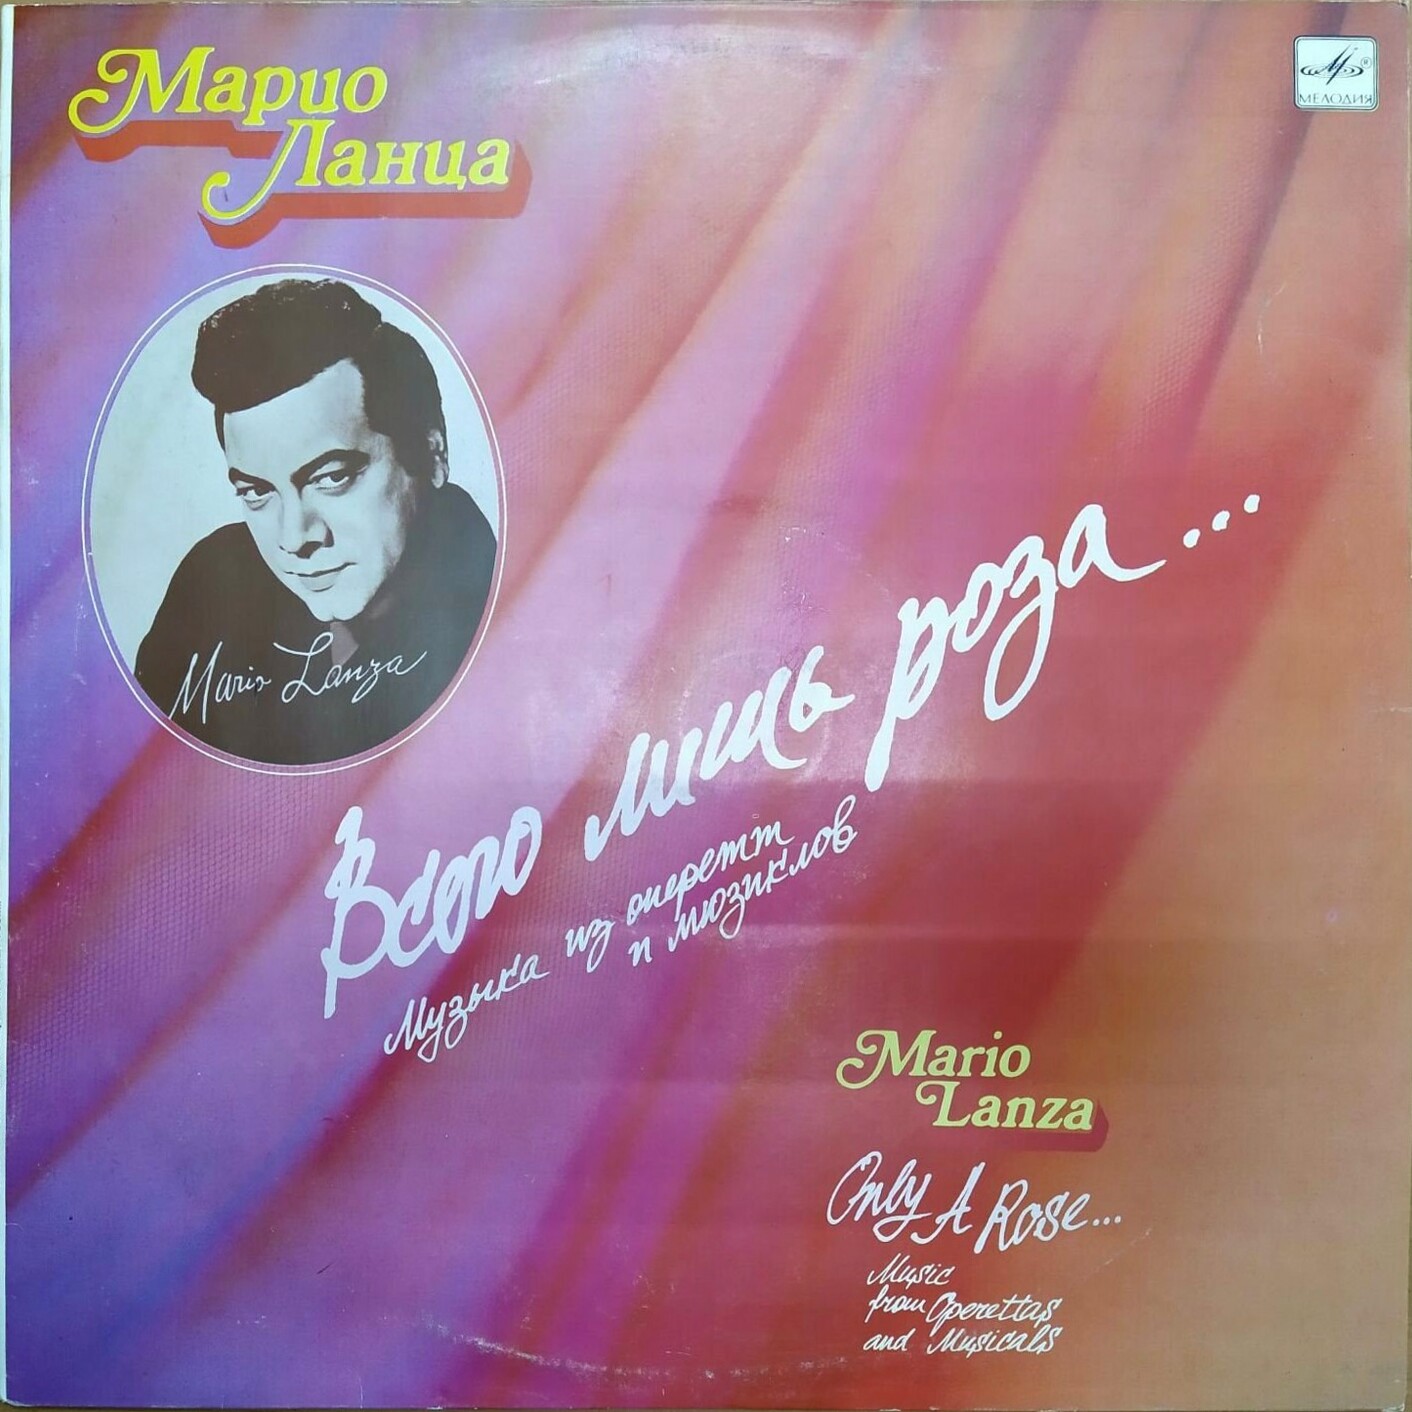 Марио
Ланца
®
МЕЛОДИЯ
Mario Lanza
Всего лишь роза...
Музыка из оперетт
и мюзиклов
Mario
Lanza
Only A Rose...
Music
from Operettas
and Musicals